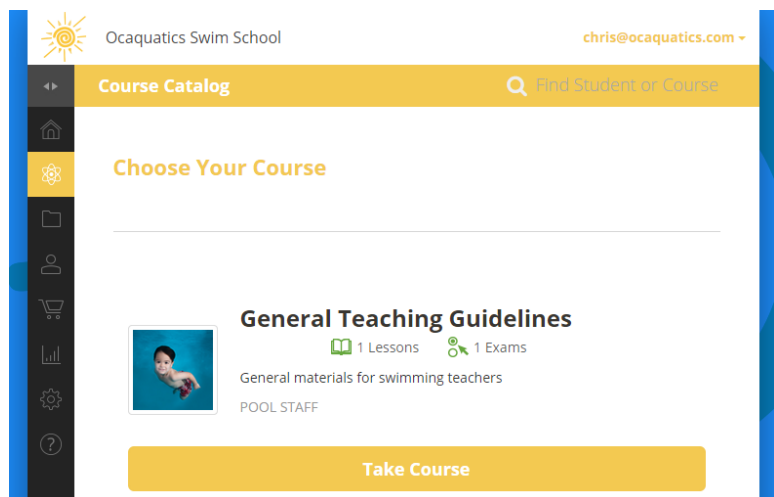 Ocaquatics Swim School
chris@ocaquatics.com
Course Catalog
Find Student or Course
Choose Your Course
General Teaching Guidelines
1 Lessons 1 Exams
General materials for swimming teachers
POOL STAFF
Take Course